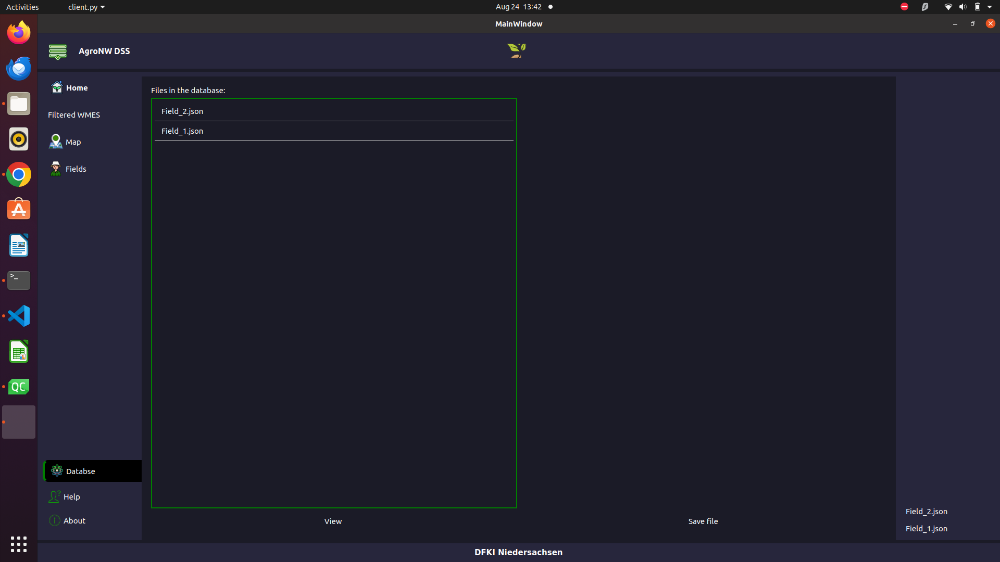 Activities
client.py
Aug 24 13:42
MainWindow
AgroNW DSS
Home
Filtered WMES
Map
Fields
Files in the database:
Field_2.json
Field_1.json
>_
QC
Databse
Help
About
View
Save file
Field_2.json
Field_1.json
DFKI Niedersachsen